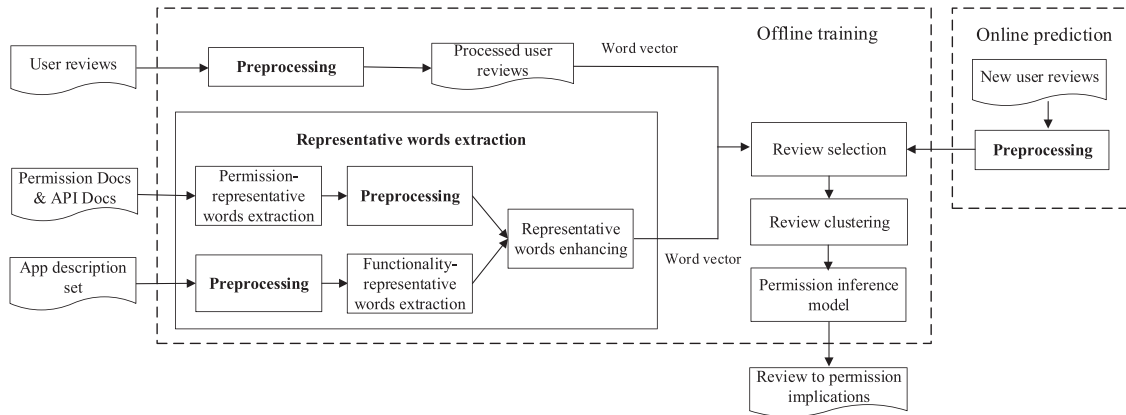 Offline training
Online prediction
User reviews
Preprocessing
Processed user
reviews
Word vector
New user reviews
Preprocessing
Representative words extraction
Review selection
Permission Docs
& API Docs
Permission-
representative
words extraction
Preprocessing
Representative
words enhancing
Word vector
Review clustering
App description
set
Preprocessing
Functionality-
representative
words extraction
Permission inference
model
Review to permission
implications